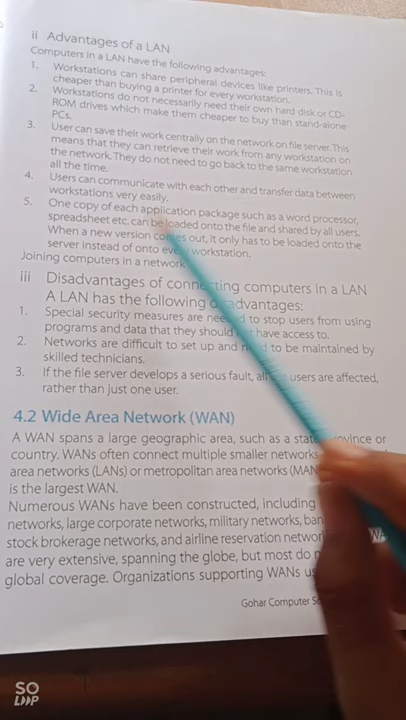 ii Advantages of a LAN
Computers in LAN have the following advantages:
1. Workstations can share peripheral devices like printers. This is
cheaper than buying a printer for every workstation.
2. Workstations do not necessarily need their own hard disk or CD-
ROM drives which make them cheaper to buy than stand-alone
PCs.
3. User can save their work centrally on the network on file server. This
means that they can retrieve their work from any workstation on
the network. They do not need to go back to the same workstation
all the time.
4. Users can communicate with each other and transfer data between
workstations very easily.
5. One copy of each application package such as a word processor,
spreadsheet etc. can be loaded onto the file and shared by all users.
When a new version comes out, it only has to be loaded onto the
server instead of onto every workstation.
Joining computers in a network
iii Disadvantages of connecting computers in a LAN
A LAN has the following disadvantages:
1. Special security measures are needed to stop users from using
programs and data that they should have access to.
2. Networks are difficult to set up and to be maintained by
skilled technicians.
3. If the file server develops a serious fault, all users are affected,
rather than just one user.
4.2 Wide Area Network (WAN)
A WAN spans a large geographic area, such as a state, province or
country. WANs often connect multiple smaller networks
area networks (LANs) or metropolitan area networks (MAN
is the largest WAN.
Numerous WANs have been constructed, including
networks, large corporate networks, military networks,
stock brokerage networks, and airline reservation
are very extensive, spanning the globe, but most do
global coverage. Organizations supporting WANs
Gohar Computer
SO
LOOP